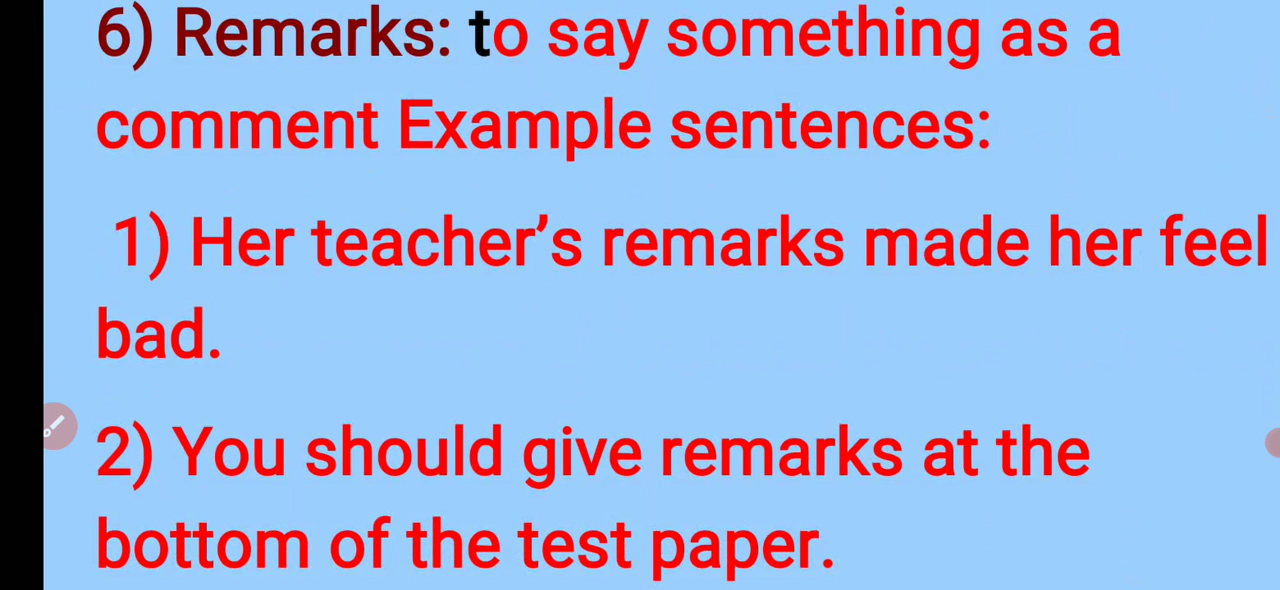 6) Remarks: to say something as a
comment Example sentences:
1) Her teacher’s remarks made her feel
bad.
2) You should give remarks at the
bottom of the test paper.